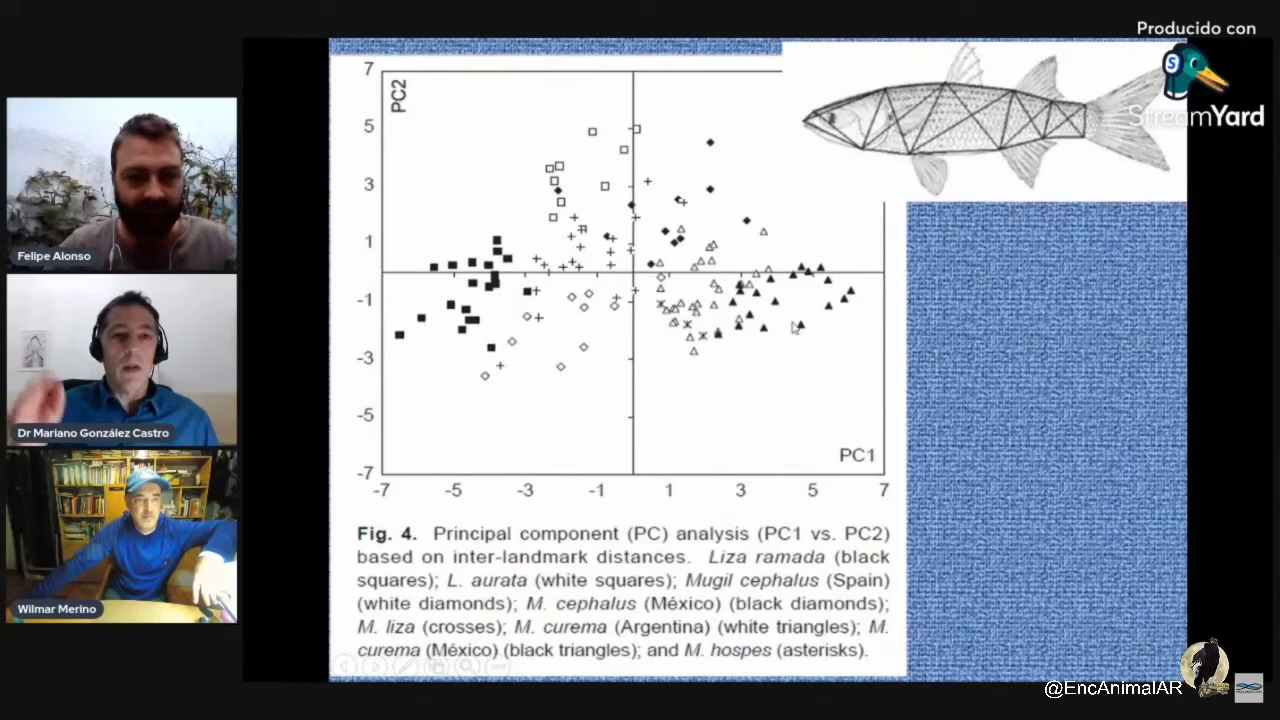 Producido con
StreamYard
Felipe Alonso
Dr Mariano González Castro
Wilmar Merino
7
5
3
1
-1
-3
-5
-7
PC2
PC1
-7
-5
-3
-1
1
3
5
7
Fig. 4. Principal component (PC) analysis (PC1 vs. PC2)
based on inter-landmark distances. Liza ramada (black
squares); L. aurata (white squares); Mugil cephalus (Spain)
(white diamonds); M. cephalus (México) (black diamonds);
M. liza (crosses); M. curema (Argentina) (white triangles); M.
curema (México) (black triangles); and M. hospes (asterisks).
@EncAnimalAR